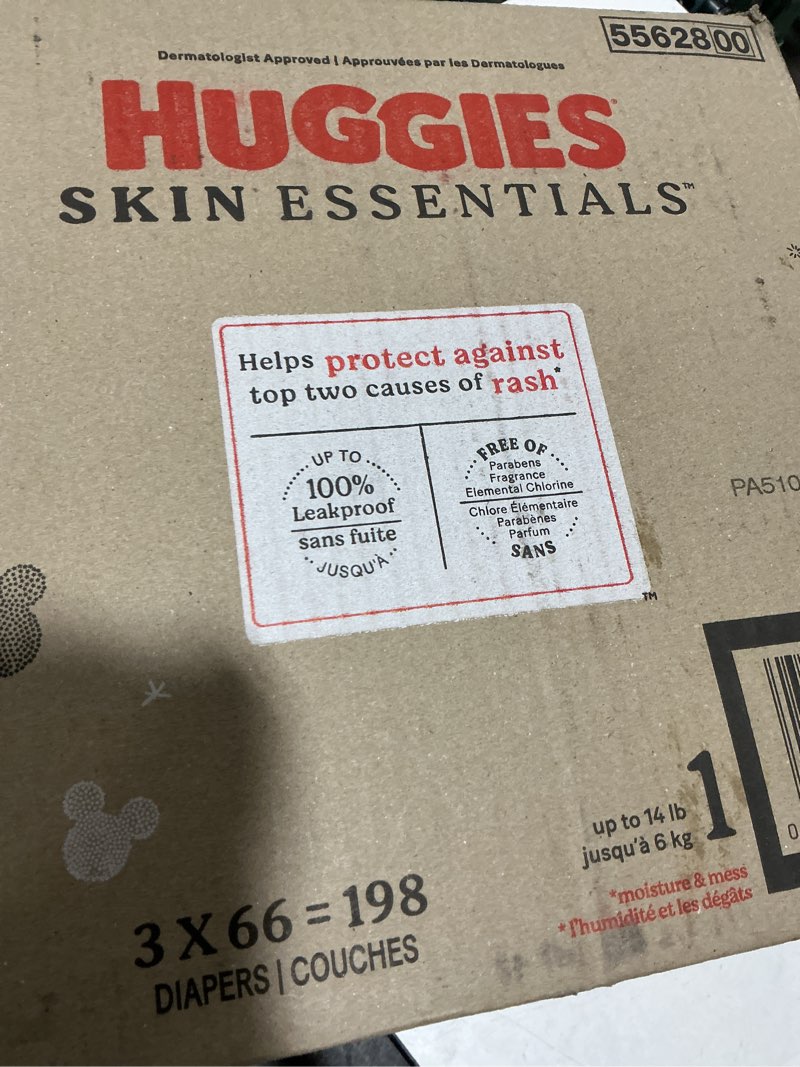 55628 00
Dermatologist Approved | Approuvées par les Dermatologues
HUGGIES
SKIN ESSENTIALS™
Helps protect against
top two causes of rash*
UP TO
100%
Leakproof
sans fuite
JUSQU'À
FREE OF
Parabens
Fragrance
Elemental Chlorine
Chlore Élémentaire
Parabènes
Parfum
SANS
TM
PA510
1
up to 14 lb
jusqu'à 6 kg
0
*moisture & mess
*l'humidité et les dégâts
3 X 66 = 198
DIAPERS | COUCHES